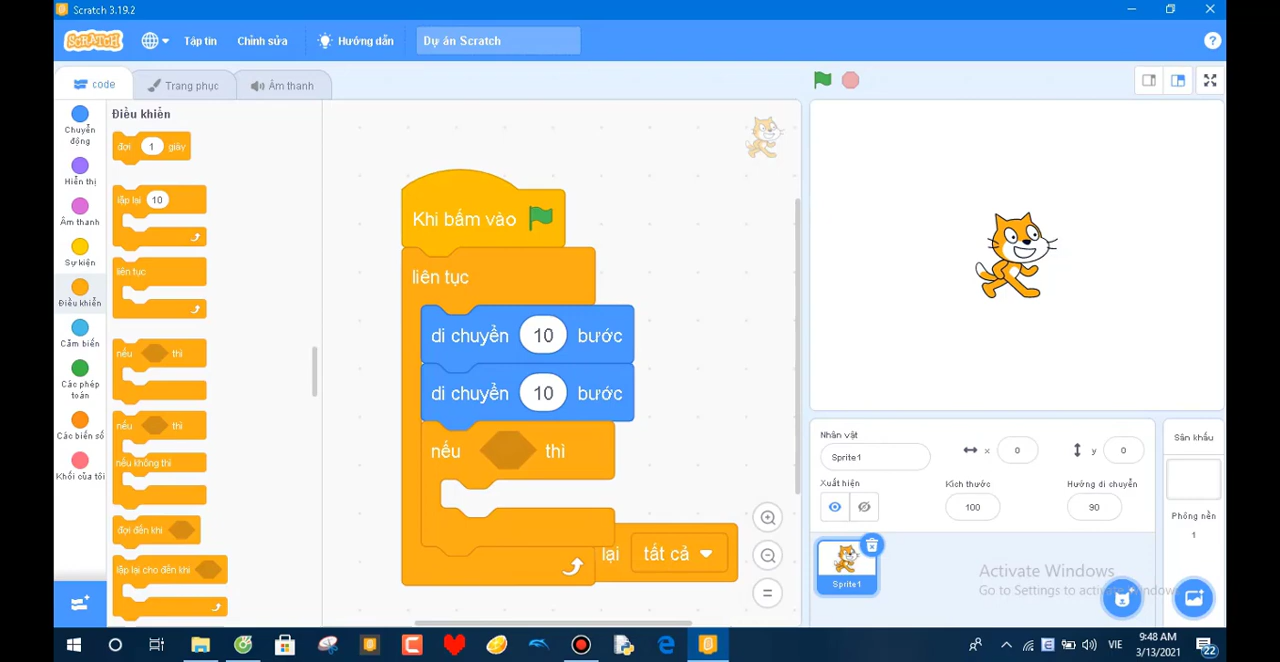 Scratch 3.19.2
SCRATCH
Tập tin
Chỉnh sửa
Hướng dẫn
Dự án Scratch
?
code
Trang phục
Âm thanh
Chuyển
động
Hiển thị
Âm thanh
Sự kiện
Điều khiển
Cảm biến
Các phép
toán
Các biến số
Khối của tôi
Điều khiển
đợi 1 giây
lặp lại 10
liên tục
nếu thì
nếu thì
nếu không thì
đợi đến khi
lặp lại cho đến khi
Khi bấm vào
liên tục
di chuyển 10 bước
di chuyển 10 bước
nếu thì
lại tất cả
Nhân vật
Sprite1
x 0
y 0
Xuất hiện
Kích thước
100
Hướng di chuyển
90
Sprite1
Sân khấu
Phông nền
1
Activate Windows
Go to Settings to activate Windows.
VIE
9:48 AM
3/13/2021
22